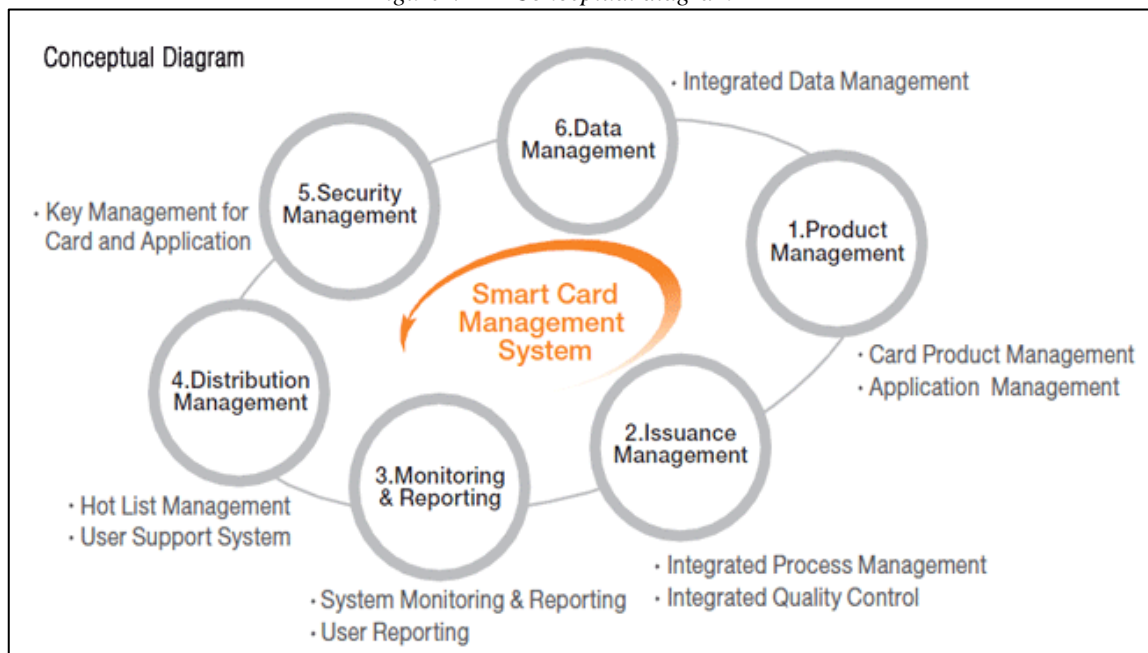 Conceptual Diagram
6.Data
Management
· Integrated Data Management
5.Security
Management
· Key Management for
Card and Application
1.Product
Management
· Card Product Management
· Application Management
Smart Card
Management
System
4.Distribution
Management
· Hot List Management
· User Support System
3.Monitoring
& Reporting
· System Monitoring & Reporting
· User Reporting
2.Issuance
Management
· Integrated Process Management
· Integrated Quality Control